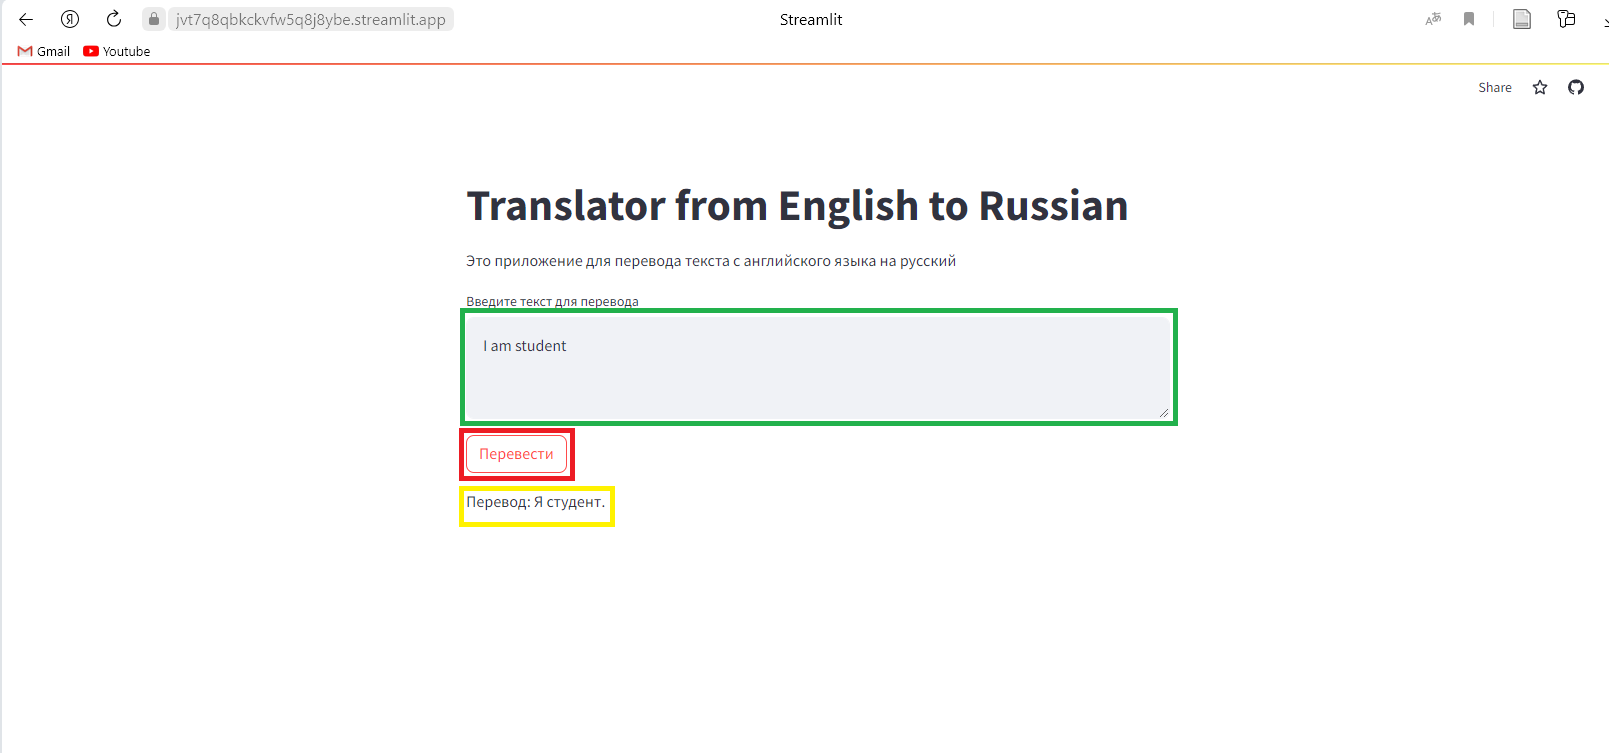 jvt7q8qbkckvfw5q8j8ybe.streamlit.app
Streamlit
Gmail Youtube
Share
Translator from English to Russian
Это приложение для перевода текста с английского языка на русский
Введите текст для перевода
I am student
Перевести
Перевод: Я студент.